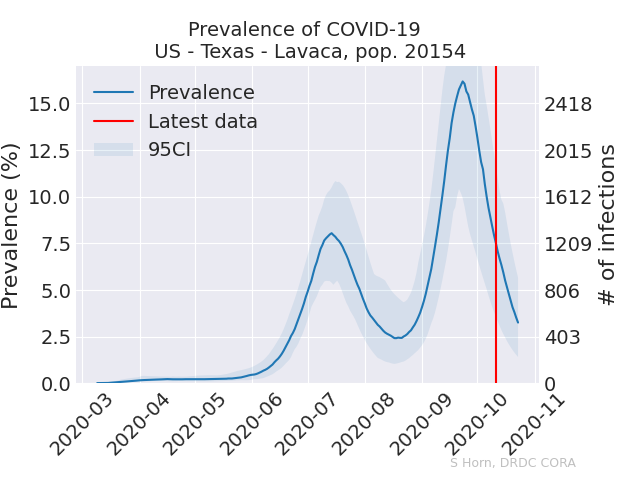 Prevalence of COVID-19
US - Texas - Lavaca, pop. 20154
Prevalence (%)
15.0
12.5
10.0
7.5
5.0
2.5
0.0
Prevalence
Latest data
95CI
2418
2015
1612
1209
806
403
0
# of infections
2020-03
2020-04
2020-05
2020-06
2020-07
2020-08
2020-09
2020-10
2020-11
S Horn, DRDC CORA